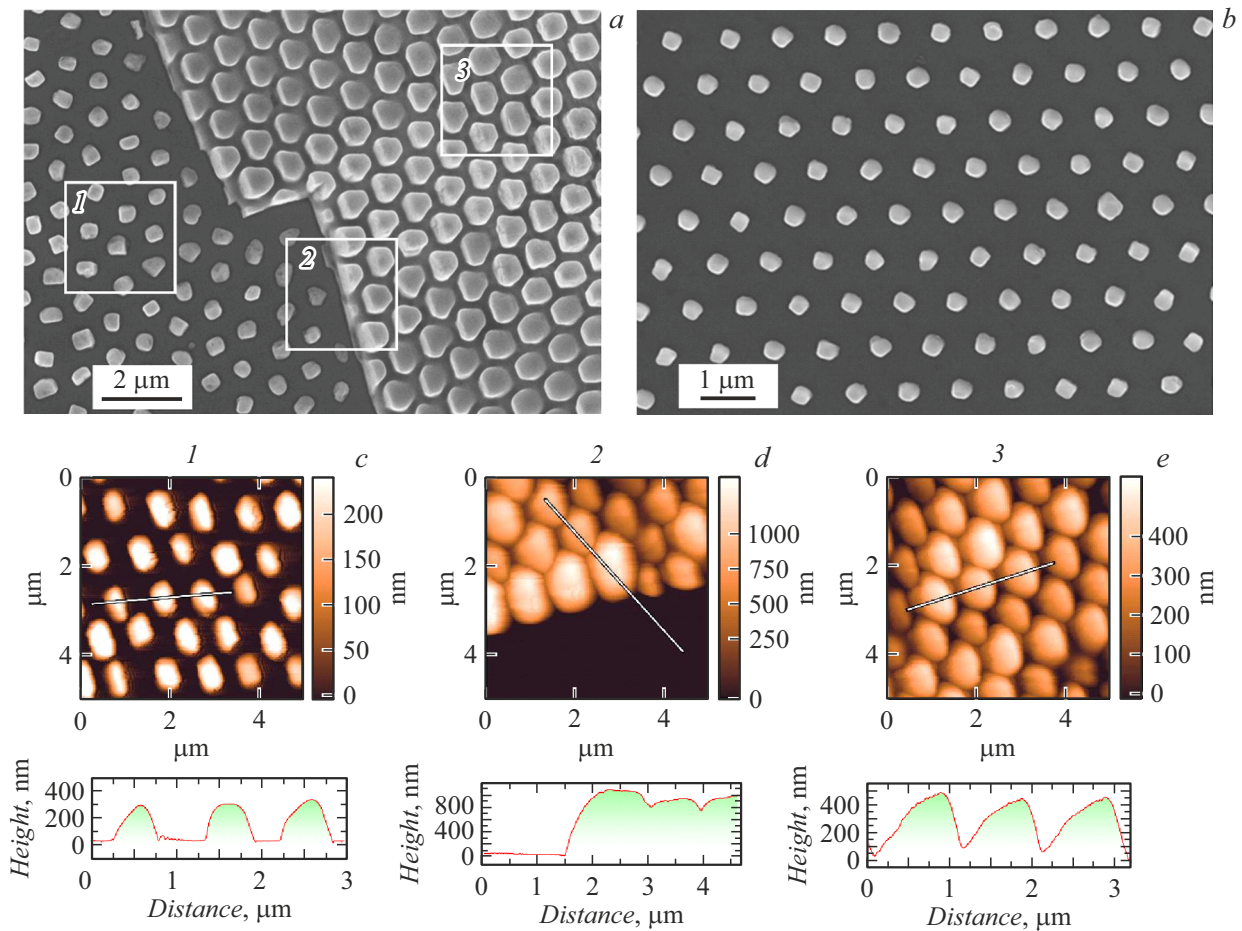 a
b
3
1
2
2 μm
1 μm
1 c
2 d
3 e
0
2
4
μm
0 2 4
μm
200
150
100
50
0
nm
0
2
4
μm
0 2 4
μm
1000
750
500
250
0
nm
0
2
4
μm
0 2 4
μm
400
300
200
100
0
nm
Height, nm
400
200
0
0 1 2 3
Distance, μm
Height, nm
800
400
0
0 1 2 3 4
Distance, μm
Height, nm
400
200
0
0 1 2 3
Distance, μm